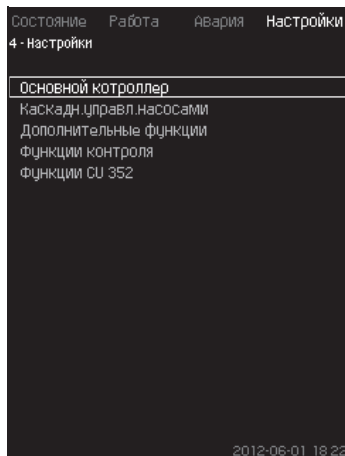 Состояние Работа Авария Настройки
4 - Настройки
Основной котроллер
Каскадн.управл.насосами
Дополнительные функции
Функции контроля
Функции CU 352
2012-06-01 18:22